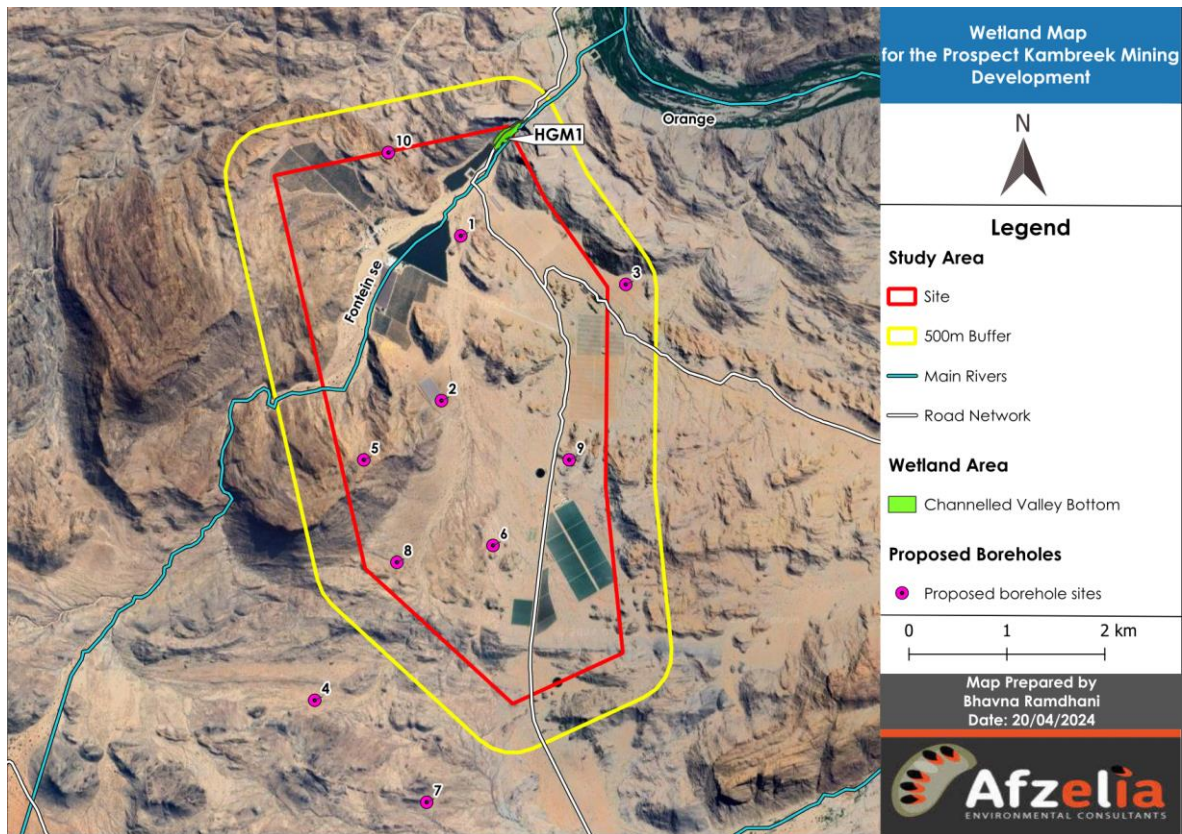 Wetland Map
for the Prospect Kambreek Mining
Development
N
Legend
Study Area
Site
500m Buffer
Main Rivers
Road Network
Wetland Area
Channelled Valley Bottom
Proposed Boreholes
Proposed borehole sites
0 1 2 km
Map Prepared by
Bhavna Ramdhani
Date: 20/04/2024
Afzelia
ENVIRONMENTAL CONSULTANTS
Orange
HGM1
10
1
3
Fontein se
2
5
9
6
8
4
7